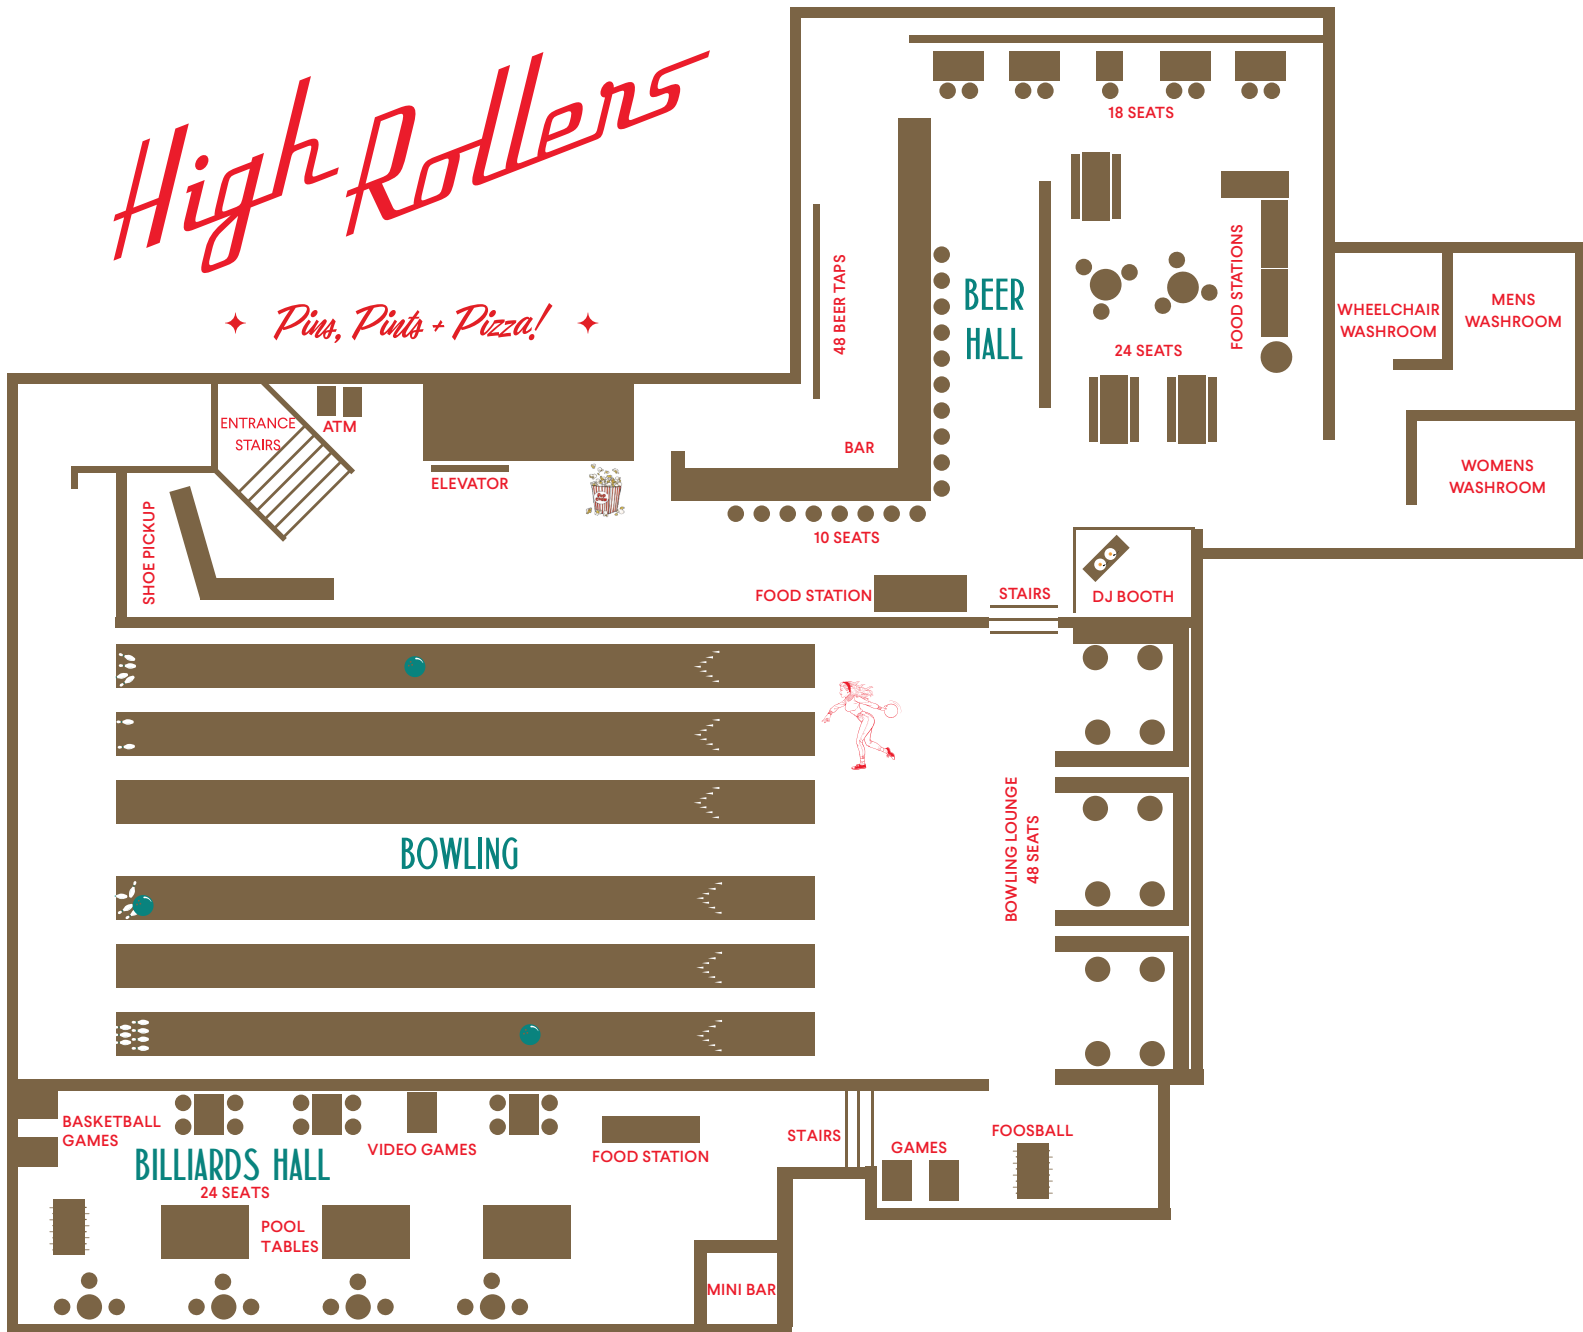 High Rollers
Pins, Pints + Pizza!
18 SEATS
48 BEER TAPS
BEER
HALL
FOOD STATIONS
24 SEATS
WHEELCHAIR
WASHROOM
MENS
WASHROOM
WOMENS
WASHROOM
ENTRANCE
STAIRS
ATM
ELEVATOR
BAR
10 SEATS
SHOE PICKUP
FOOD STATION
STAIRS
DJ BOOTH
BOWLING
BOWLING LOUNGE
48 SEATS
BASKETBALL
GAMES
BILLIARDS HALL
24 SEATS
VIDEO GAMES
FOOD STATION
STAIRS
GAMES
FOOSBALL
POOL
TABLES
MINI BAR